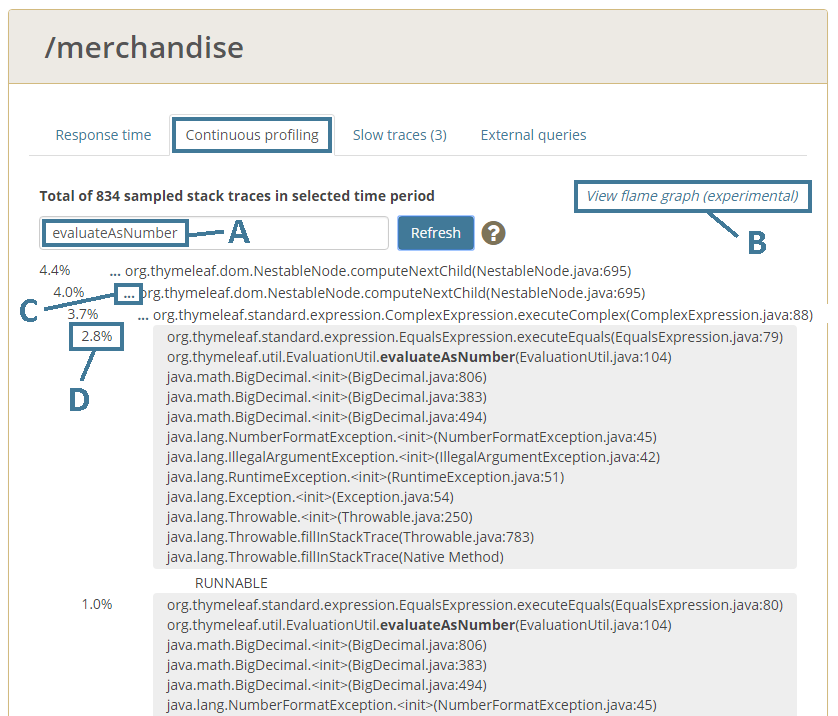 /merchandise
Response time Continuous profiling Slow traces (3) External queries
Total of 834 sampled stack traces in selected time period View flame graph (experimental)
evaluateAsNumber A Refresh ? B
4.4% ... org.thymeleaf.dom.NestableNode.computeNextChild(NestableNode.java:695)
4.0% ... org.thymeleaf.dom.NestableNode.computeNextChild(NestableNode.java:695)
C 3.7% ... org.thymeleaf.standard.expression.ComplexExpression.executeComplex(ComplexExpression.java:88)
2.8% org.thymeleaf.standard.expression.EqualsExpression.executeEquals(EqualsExpression.java:79)
org.thymeleaf.util.EvaluationUtil.evaluateAsNumber(EvaluationUtil.java:104)
java.math.BigDecimal.<init>(BigDecimal.java:806)
D java.math.BigDecimal.<init>(BigDecimal.java:383)
java.math.BigDecimal.<init>(BigDecimal.java:494)
java.lang.NumberFormatException.<init>(NumberFormatException.java:45)
java.lang.IllegalArgumentException.<init>(IllegalArgumentException.java:42)
java.lang.RuntimeException.<init>(RuntimeException.java:51)
java.lang.Exception.<init>(Exception.java:54)
java.lang.Throwable.<init>(Throwable.java:250)
java.lang.Throwable.fillInStackTrace(Throwable.java:783)
java.lang.Throwable.fillInStackTrace(Native Method)
RUNNABLE
1.0% org.thymeleaf.standard.expression.EqualsExpression.executeEquals(EqualsExpression.java:80)
org.thymeleaf.util.EvaluationUtil.evaluateAsNumber(EvaluationUtil.java:104)
java.math.BigDecimal.<init>(BigDecimal.java:806)
java.math.BigDecimal.<init>(BigDecimal.java:383)
java.math.BigDecimal.<init>(BigDecimal.java:494)
java.lang.NumberFormatException.<init>(NumberFormatException.java:45)